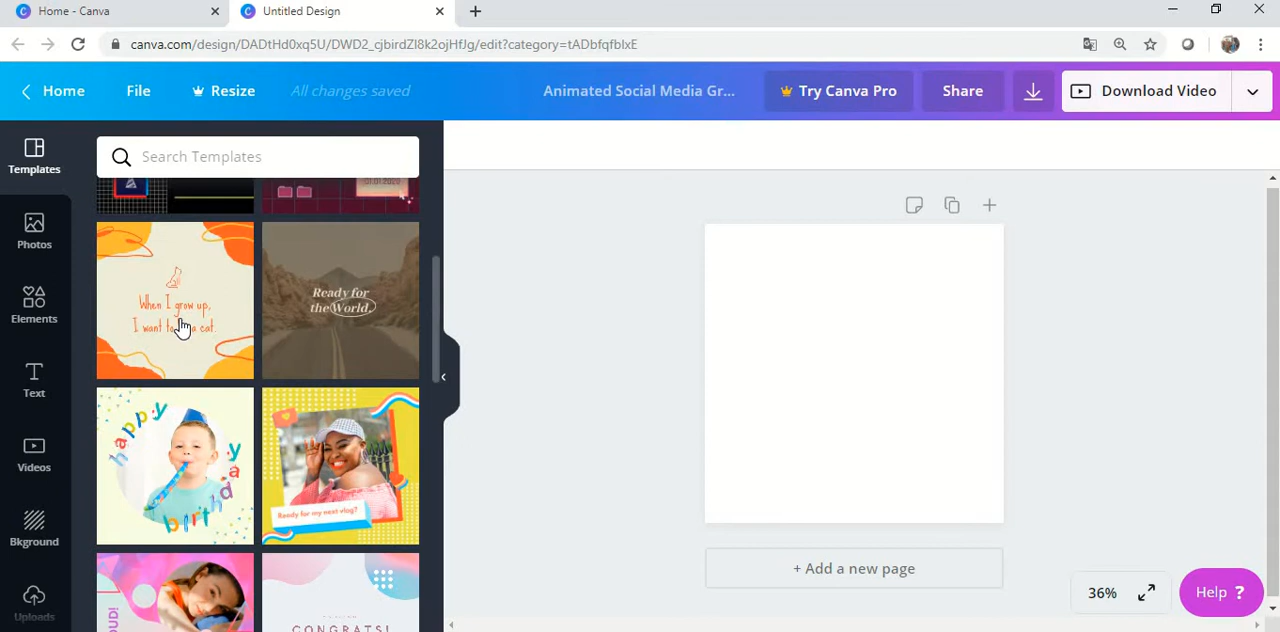 Home - Canva
Untitled Design
canva.com/design/DADtHd0xq5U/DWD2_cjbirdZl8k2ojHfJg/edit?category=tADbfqfblxE
Home
File
Resize
All changes saved
Animated Social Media Gr...
Try Canva Pro
Share
Download Video
Templates
Search Templates
Photos
Elements
Text
Videos
Bkground
Uploads
When I grow up,
I want to a cat.
Ready for
the World.
happy
birthday
Ready for my next vlog?
CONGRATS!
+ Add a new page
36%
Help ?